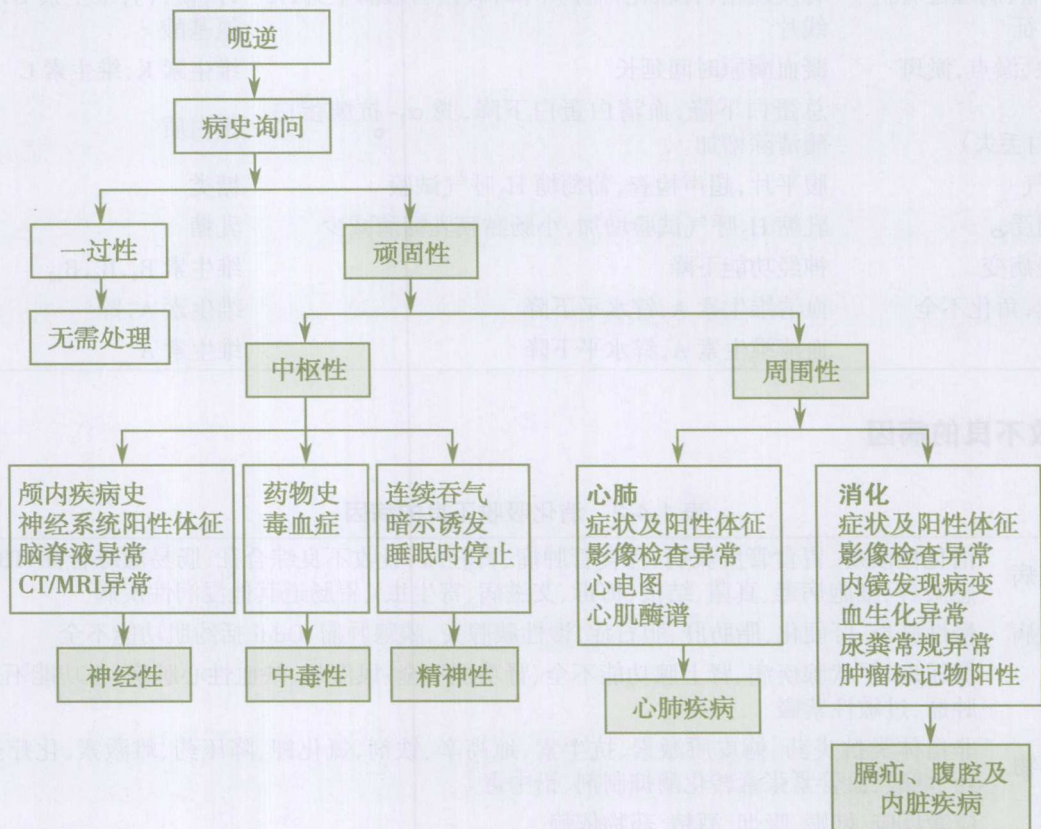 呃逆
病史询问
一过性
顽固性
无需处理
中枢性
周围性
颅内疾病史
神经系统阳性体征
脑脊液异常
CT/MRI异常
药物史
毒血症
连续吞气
暗示诱发
睡眠时停止
心肺
症状及阳性体征
影像检查异常
心电图
心肌酶谱
消化
症状及阳性体征
影像检查异常
内镜发现病变
血生化异常
尿粪常规异常
肿瘤标志物阳性
神经性
中毒性
精神性
心肺疾病
膈疝、腹腔及
内脏疾病